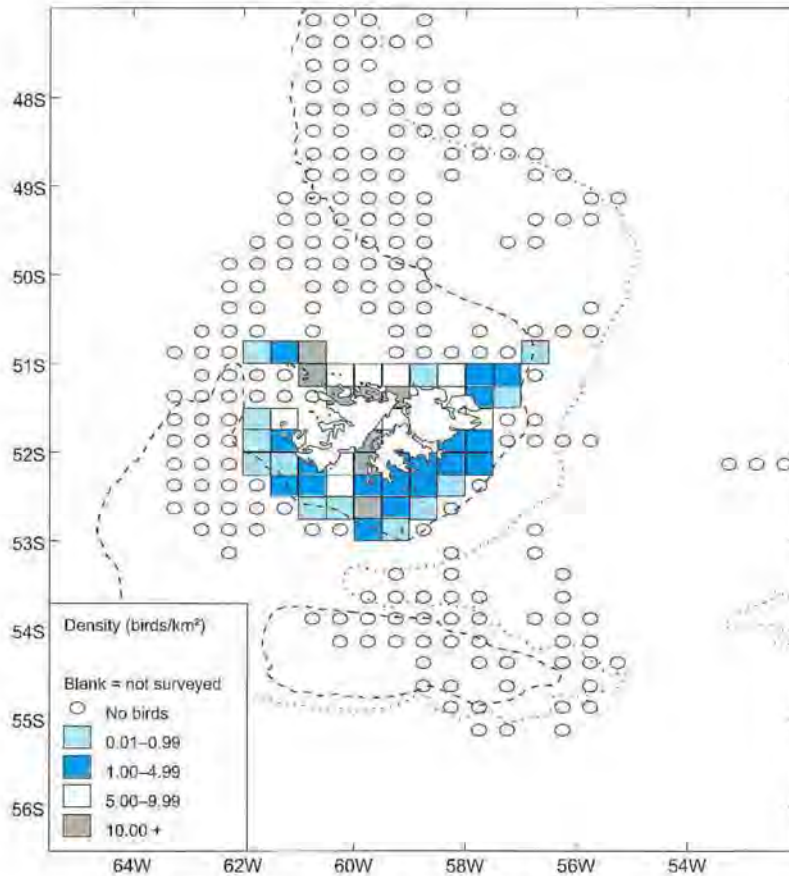 48S
49S
50S
51S
52S
53S
54S
55S
56S
Density (birds/km²)
Blank = not surveyed
No birds
0.01–0.99
1.00–4.99
5.00–9.99
10.00 +
64W 62W 60W 58W 56W 54W